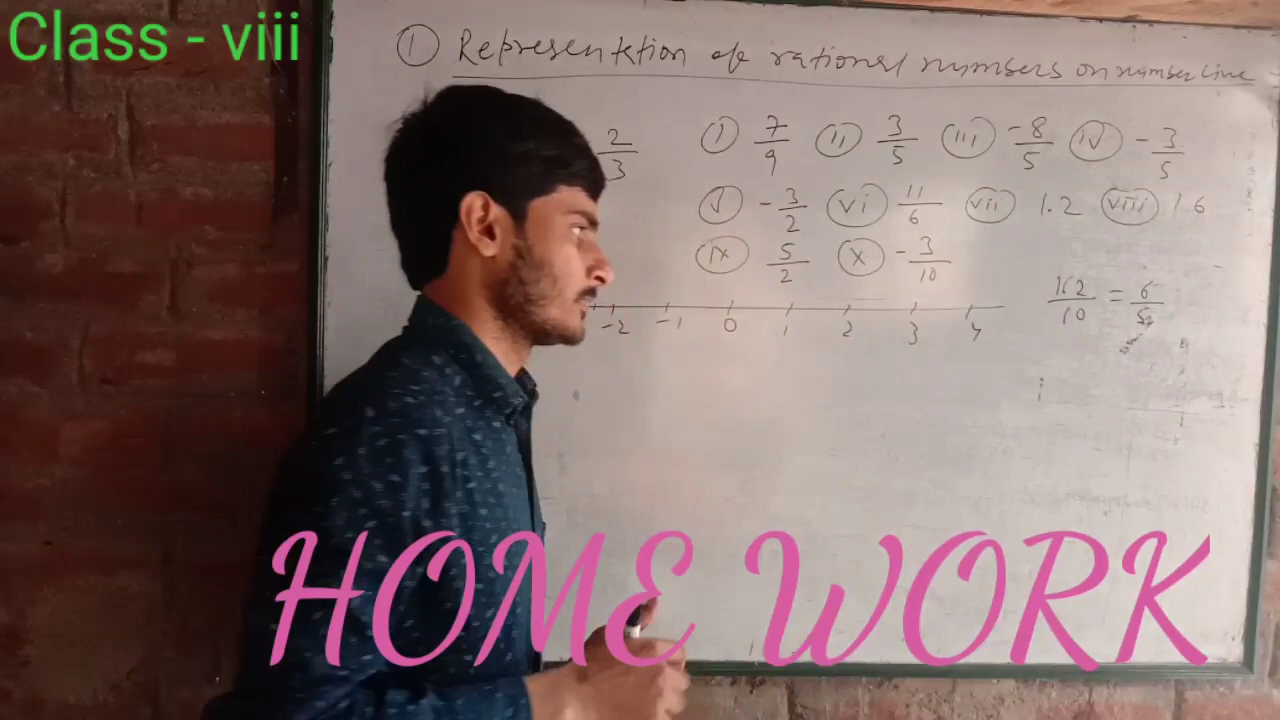 Class - viii
① Representation of rational numbers on number line
2/3 (i) 7/9 (ii) 3/5 (iii) -8/5 (iv) -3/5
(v) -3/2 (vi) 11/6 (vii) 1.2 (viii) 1.6
(ix) 5/2 (x) -3/10
-2 -1 0 1 2 3 4
12/10 = 6/5
HOME WORK